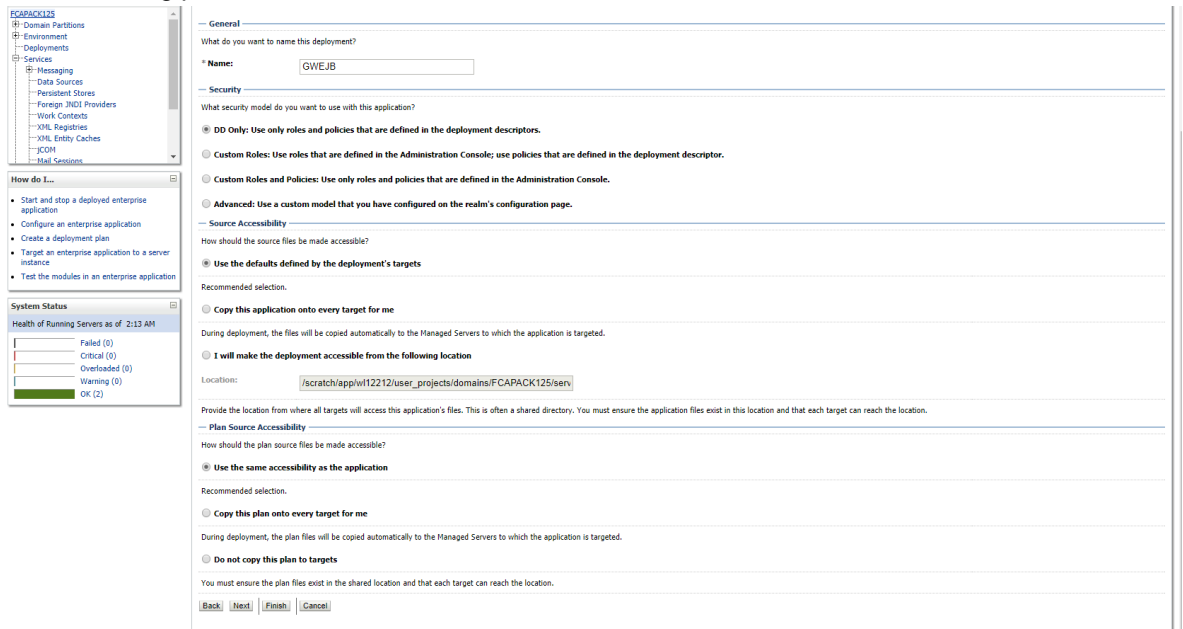 FCAPACK125
Domain Partitions
Environment
Deployments
Services
Messaging
Data Sources
Persistent Stores
Foreign JNDI Providers
Work Contexts
XML Registries
XML Entity Caches
jCOM
Mail Sessions
How do I...
Start and stop a deployed enterprise
application
Configure an enterprise application
Create a deployment plan
Target an enterprise application to a server
instance
Test the modules in an enterprise application
System Status
Health of Running Servers as of 2:13 AM
Failed (0)
Critical (0)
Overloaded (0)
Warning (0)
OK (2)
General
What do you want to name this deployment?
* Name: GWEJB
Security
What security model do you want to use with this application?
DD Only: Use only roles and policies that are defined in the deployment descriptors.
Custom Roles: Use roles that are defined in the Administration Console; use policies that are defined in the deployment descriptor.
Custom Roles and Policies: Use only roles and policies that are defined in the Administration Console.
Advanced: Use a custom model that you have configured on the realm's configuration page.
Source Accessibility
How should the source files be made accessible?
Use the defaults defined by the deployment's targets
Recommended selection.
Copy this application onto every target for me
During deployment, the files will be copied automatically to the Managed Servers to which the application is targeted.
I will make the deployment accessible from the following location
Location: /scratch/app/wl12212/user_projects/domains/FCAPACK125/serv
Provide the location from where all targets will access this application's files. This is often a shared directory. You must ensure the application files exist in this location and that each target can reach the location.
Plan Source Accessibility
How should the plan source files be made accessible?
Use the same accessibility as the application
Recommended selection.
Copy this plan onto every target for me
During deployment, the plan files will be copied automatically to the Managed Servers to which the application is targeted.
Do not copy this plan to targets
You must ensure the plan files exist in the shared location and that each target can reach the location.
Back Next Finish Cancel